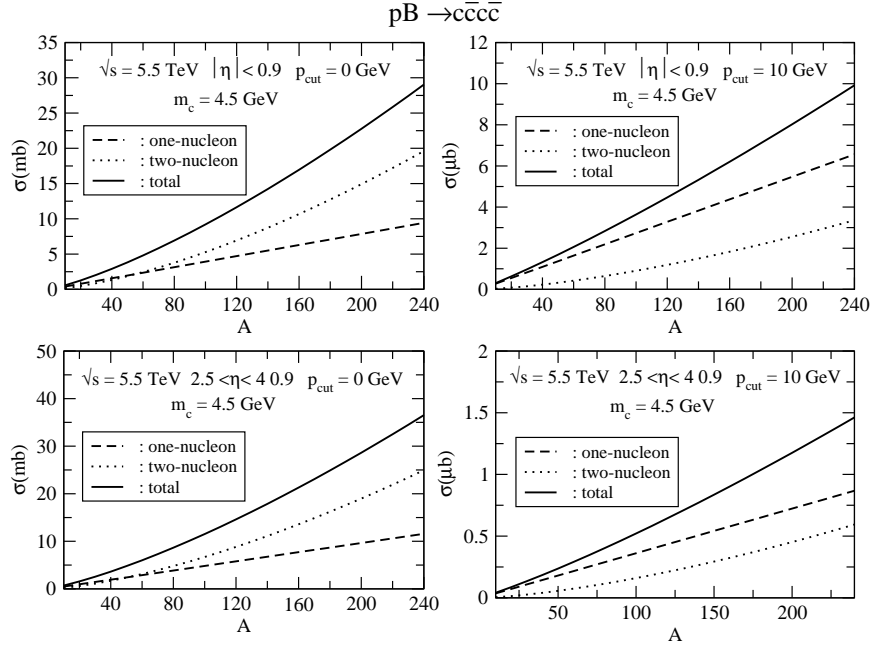 pB → cc̄cc̄
√s = 5.5 TeV |η| < 0.9 p_cut = 0 GeV
m_c = 4.5 GeV
: one-nucleon
: two-nucleon
: total
σ(mb)
35
30
25
20
15
10
5
0
40 80 120 160 200 240
A
√s = 5.5 TeV |η| < 0.9 p_cut = 10 GeV
m_c = 4.5 GeV
: one-nucleon
: two-nucleon
: total
σ(μb)
12
10
8
6
4
2
0
40 80 120 160 200 240
A
√s = 5.5 TeV 2.5 <η< 4 0.9 p_cut = 0 GeV
m_c = 4.5 GeV
: one-nucleon
: two-nucleon
: total
σ(mb)
50
40
30
20
10
0
40 80 120 160 200 240
A
√s = 5.5 TeV 2.5 <η< 4 0.9 p_cut = 10 GeV
m_c = 4.5 GeV
: one-nucleon
: two-nucleon
: total
σ(μb)
2
1.5
1
0.5
0
50 100 150 200
A